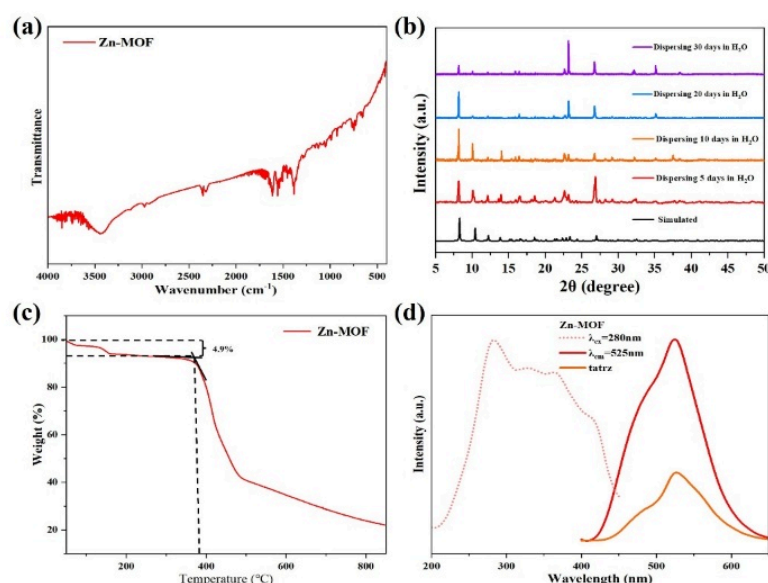 (a)
Zn-MOF
Transmittance
4000 3500 3000 2500 2000 1500 1000 500
Wavenumber (cm⁻¹)
(b)
Dispersing 30 days in H₂O
Dispersing 20 days in H₂O
Dispersing 10 days in H₂O
Dispersing 5 days in H₂O
Simulated
Intensity (a.u.)
5 10 15 20 25 30 35 40 45 50
2θ (degree)
(c)
Zn-MOF
4.9%
100
80
60
40
20
Weight (%)
200 400 600 800
Temperature (°C)
(d)
Zn-MOF
λex=280nm
λem=525nm
tatrz
Intensity (a.u.)
200 300 400 500 600
Wavelength (nm)